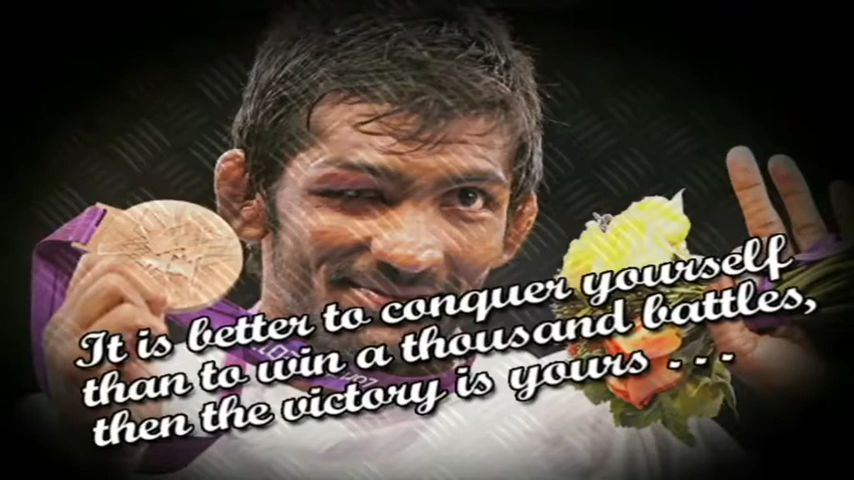 It is better to conquer yourself
than to win a thousand battles,
then the victory is yours . . .